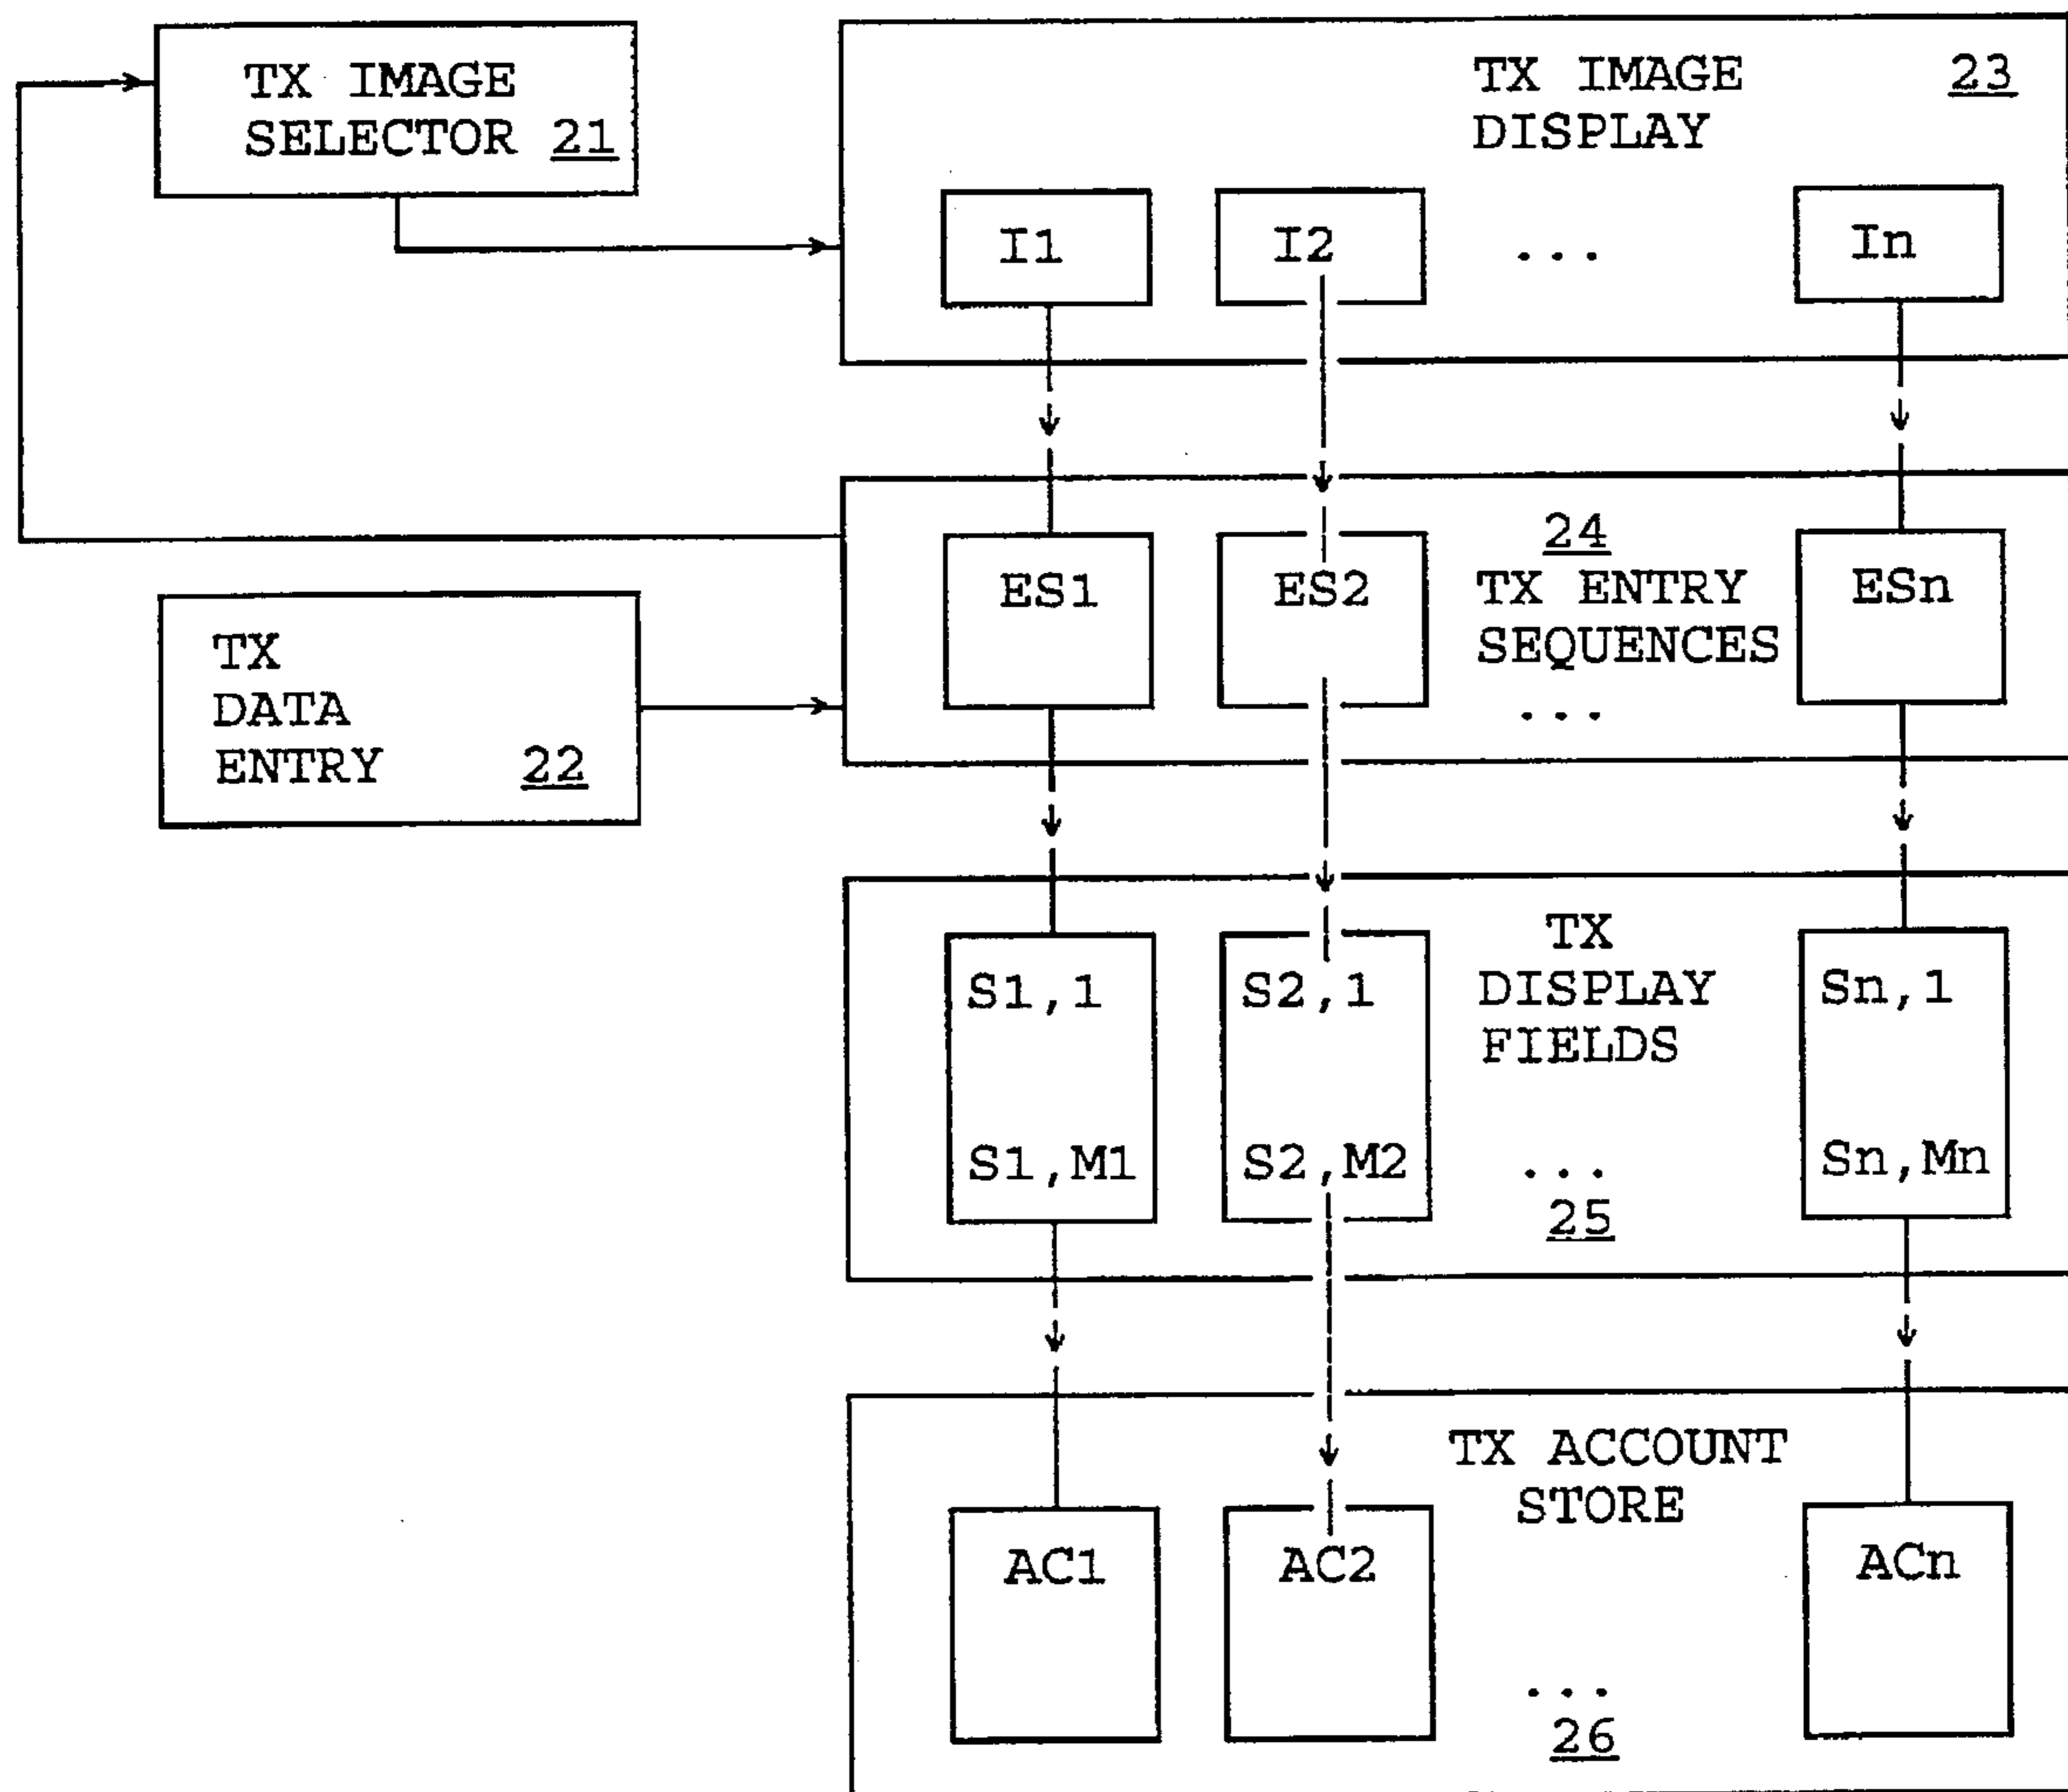 TX IMAGE
SELECTOR 21
TX IMAGE 23
DISPLAY
I1 I2 ... In
24
ES1 ES2 TX ENTRY ESn
SEQUENCES
...
TX
DATA
ENTRY 22
TX
DISPLAY
FIELDS
S1,1 S2,1 Sn,1
S1,M1 S2,M2 ... Sn,Mn
25
TX ACCOUNT
STORE
AC1 AC2 ACn
...
26